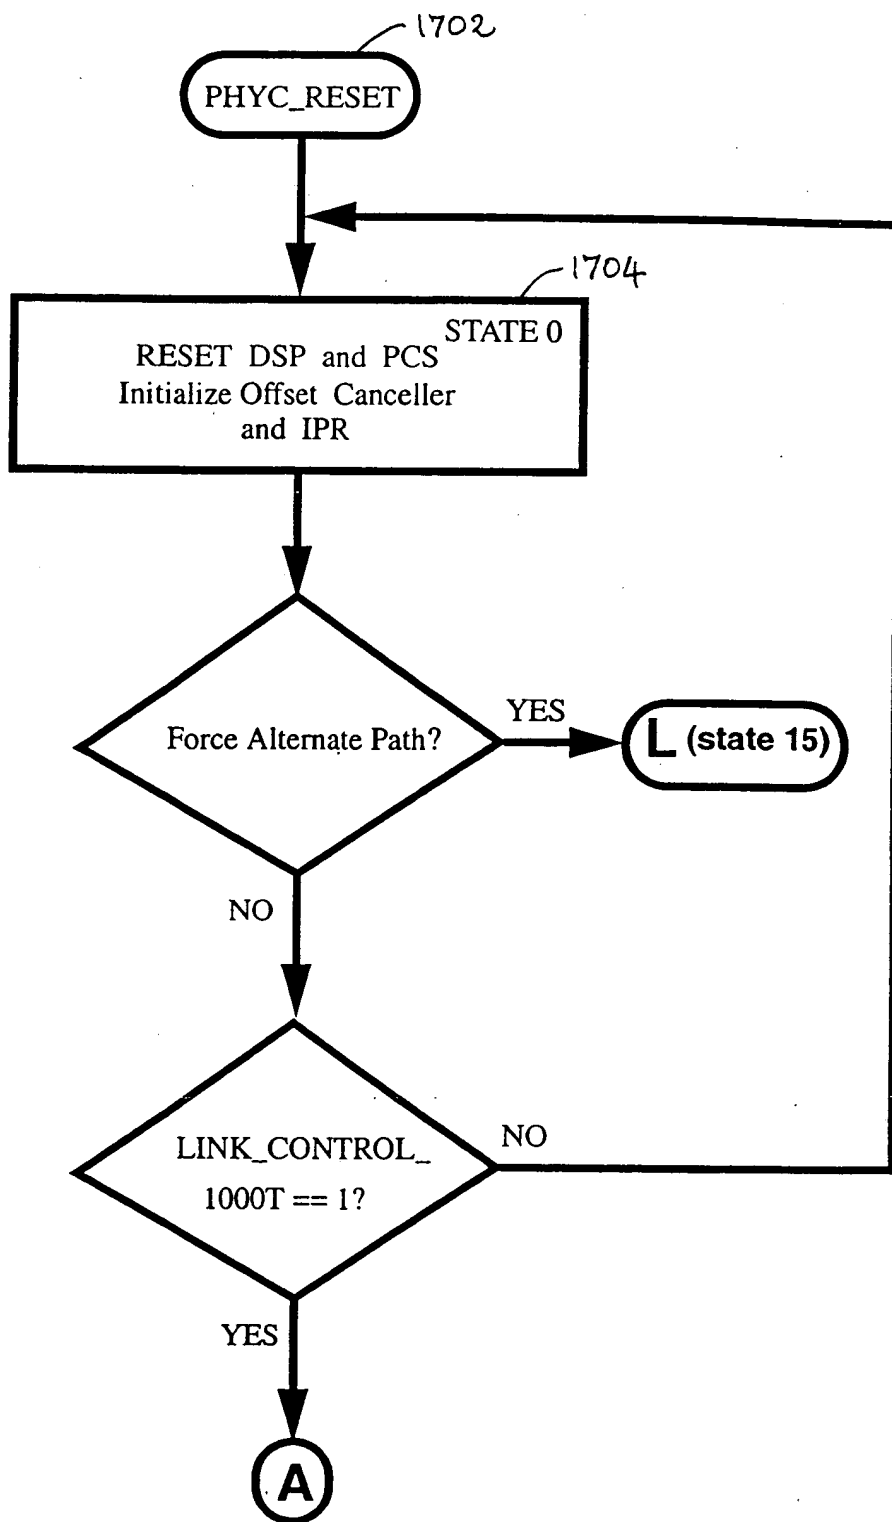 1702
PHYC_RESET
1704
STATE 0
RESET DSP and PCS
Initialize Offset Canceller
and IPR
Force Alternate Path?
YES
L (state 15)
NO
LINK_CONTROL_
1000T == 1?
NO
YES
A